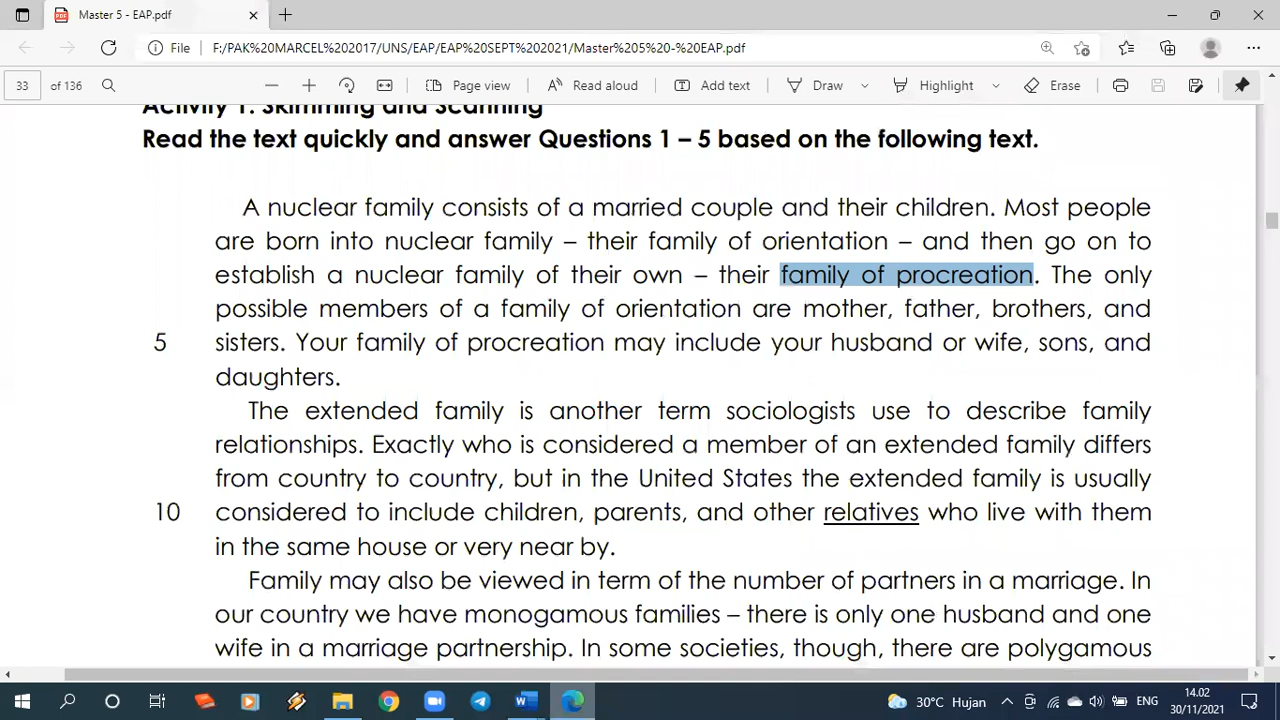 Master 5 - EAP.pdf
File F:/PAK%20MARCEL%202017/UNS/EAP/EAP%20SEPT%202021/Master%205%20-%20EAP.pdf
33 of 136 Page view Read aloud Add text Draw Highlight Erase
Activity 1: Skimming and Scanning
Read the text quickly and answer Questions 1 – 5 based on the following text.
A nuclear family consists of a married couple and their children. Most people
are born into nuclear family – their family of orientation – and then go on to
establish a nuclear family of their own – their family of procreation. The only
possible members of a family of orientation are mother, father, brothers, and
5 sisters. Your family of procreation may include your husband or wife, sons, and
daughters.
The extended family is another term sociologists use to describe family
relationships. Exactly who is considered a member of an extended family differs
from country to country, but in the United States the extended family is usually
10 considered to include children, parents, and other relatives who live with them
in the same house or very near by.
Family may also be viewed in term of the number of partners in a marriage. In
our country we have monogamous families – there is only one husband and one
wife in a marriage partnership. In some societies, though, there are polygamous
30°C Hujan ENG 14.02
30/11/2021